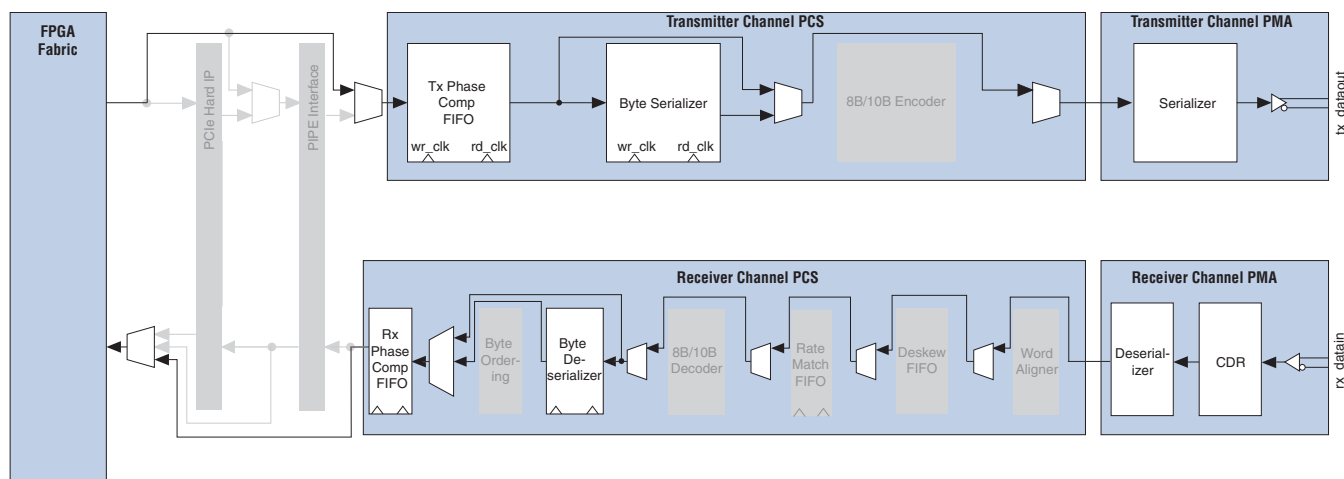 FPGA
Fabric
PCIe Hard IP
PIPE Interface
Transmitter Channel PCS
Tx Phase
Comp
FIFO
wr_clk
rd_clk
Byte Serializer
wr_clk
rd_clk
8B/10B Encoder
Transmitter Channel PMA
Serializer
tx_dataout
Receiver Channel PCS
Rx
Phase
Comp
FIFO
Byte
Order-
ing
Byte
De-
serializer
8B/10B
Decoder
Rate
Match
FIFO
Deskew
FIFO
Word
Aligner
Receiver Channel PMA
Deserial-
izer
CDR
rx_datain